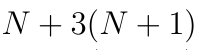 N + 3(N + 1)